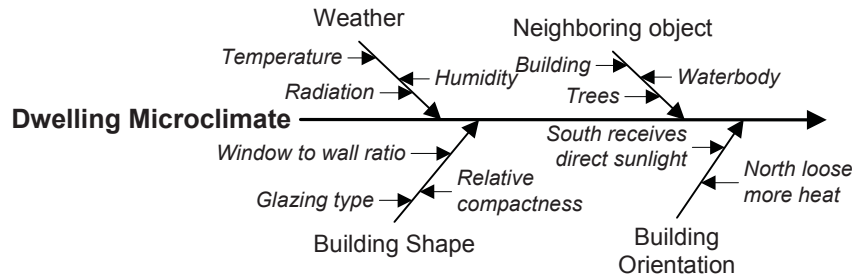 Weather
Neighboring object
Temperature
Humidity
Radiation
Building
Waterbody
Trees
Dwelling Microclimate
Window to wall ratio
Glazing type
Relative
compactness
Building Shape
South receives
direct sunlight
North loose
more heat
Building
Orientation